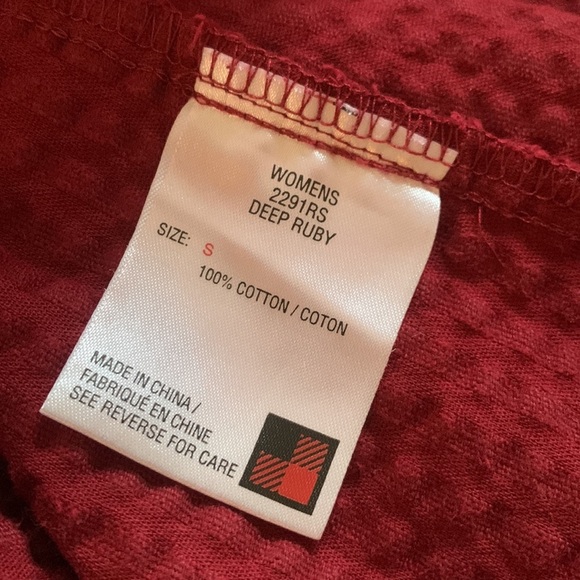 WOMENS
2291RS
DEEP RUBY
SIZE: S
100% COTTON / COTON
MADE IN CHINA /
FABRIQUÉ EN CHINE
SEE REVERSE FOR CARE